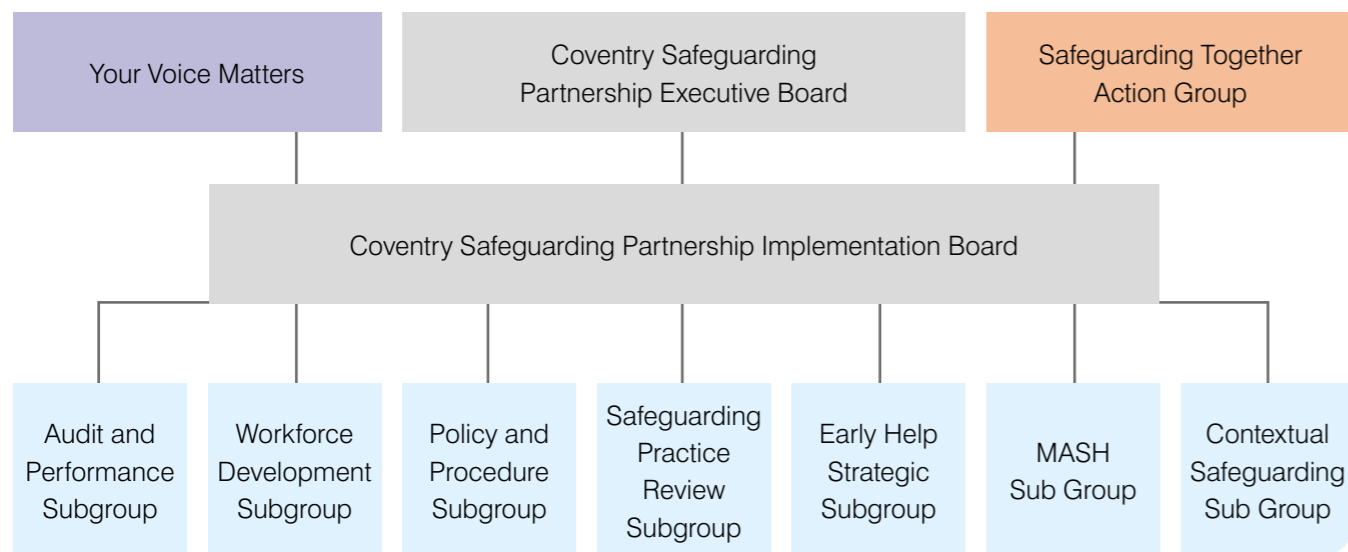 Your Voice Matters
Coventry Safeguarding
Partnership Executive Board
Safeguarding Together
Action Group
Coventry Safeguarding Partnership Implementation Board
Audit and
Performance
Subgroup
Workforce
Development
Subgroup
Policy and
Procedure
Subgroup
Safeguarding
Practice
Review
Subgroup
Early Help
Strategic
Subgroup
MASH
Sub Group
Contextual
Safeguarding
Sub Group